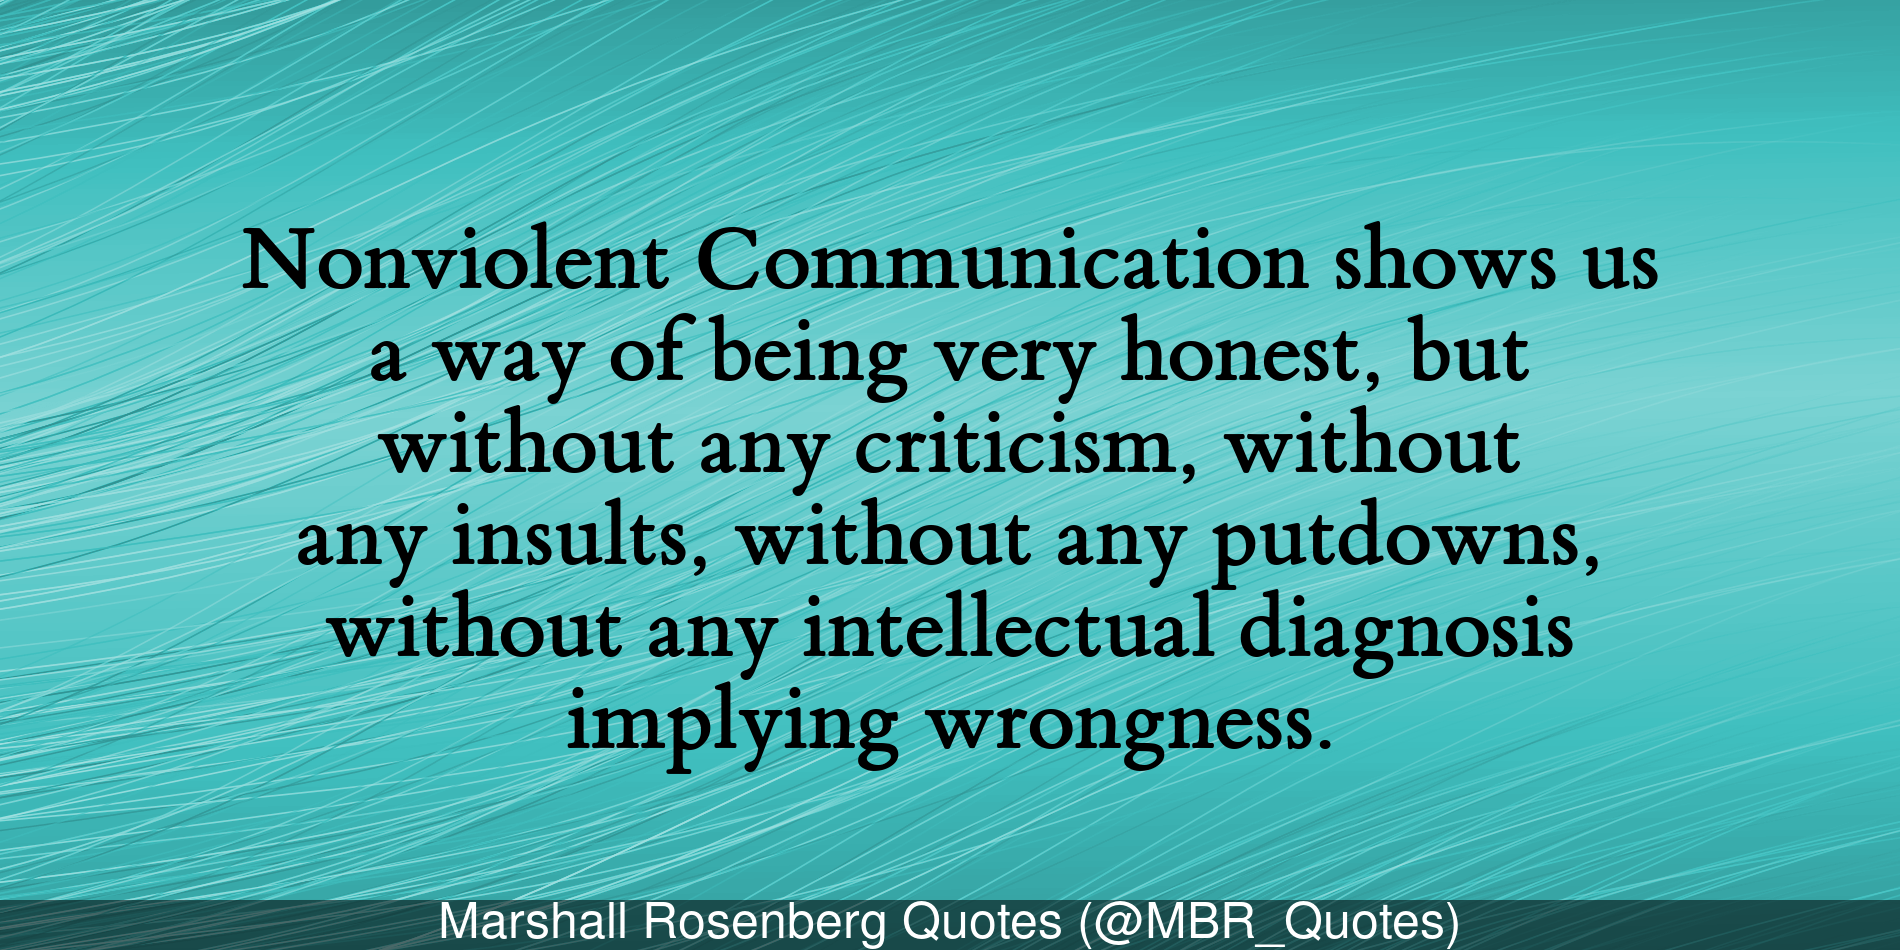 Nonviolent Communication shows us
a way of being very honest, but
without any criticism, without
any insults, without any putdowns,
without any intellectual diagnosis
implying wrongness.
Marshall Rosenberg Quotes (@MBR_Quotes)